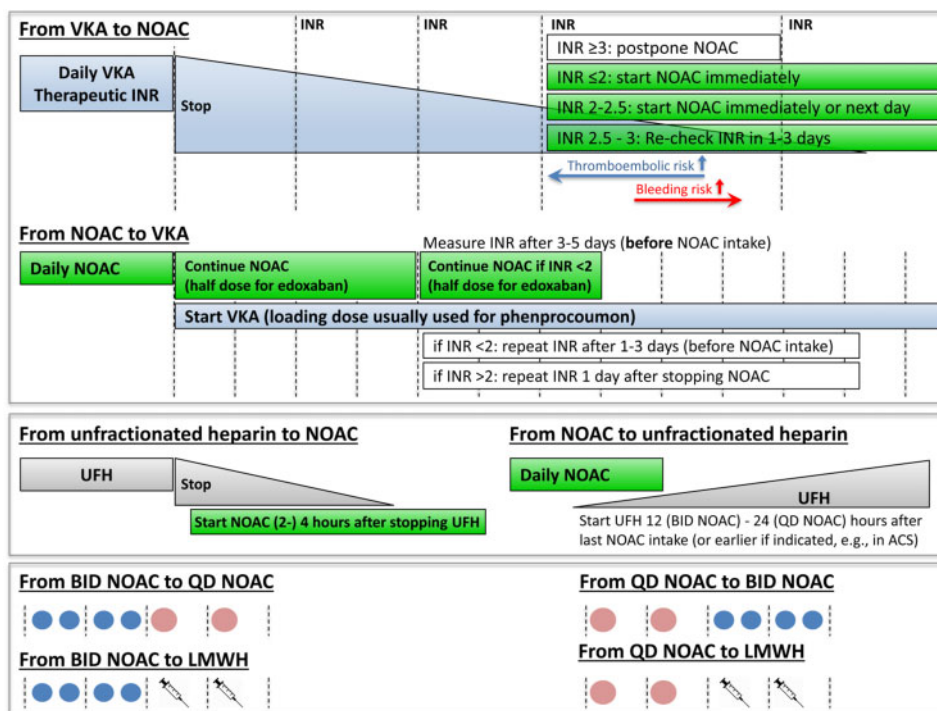 From VKA to NOAC
INR
INR
INR
INR
Daily VKA
Therapeutic INR
Stop
INR ≥3: postpone NOAC
INR ≤2: start NOAC immediately
INR 2-2.5: start NOAC immediately or next day
INR 2.5 - 3: Re-check INR in 1-3 days
Thromboembolic risk
Bleeding risk
From NOAC to VKA
Measure INR after 3-5 days (before NOAC intake)
Daily NOAC
Continue NOAC
(half dose for edoxaban)
Continue NOAC if INR <2
(half dose for edoxaban)
Start VKA (loading dose usually used for phenprocoumon)
if INR <2: repeat INR after 1-3 days (before NOAC intake)
if INR >2: repeat INR 1 day after stopping NOAC
From unfractionated heparin to NOAC
UFH
Stop
Start NOAC (2-) 4 hours after stopping UFH
From NOAC to unfractionated heparin
Daily NOAC
UFH
Start UFH 12 (BID NOAC) - 24 (QD NOAC) hours after
last NOAC intake (or earlier if indicated, e.g., in ACS)
From BID NOAC to QD NOAC
From QD NOAC to BID NOAC
From BID NOAC to LMWH
From QD NOAC to LMWH